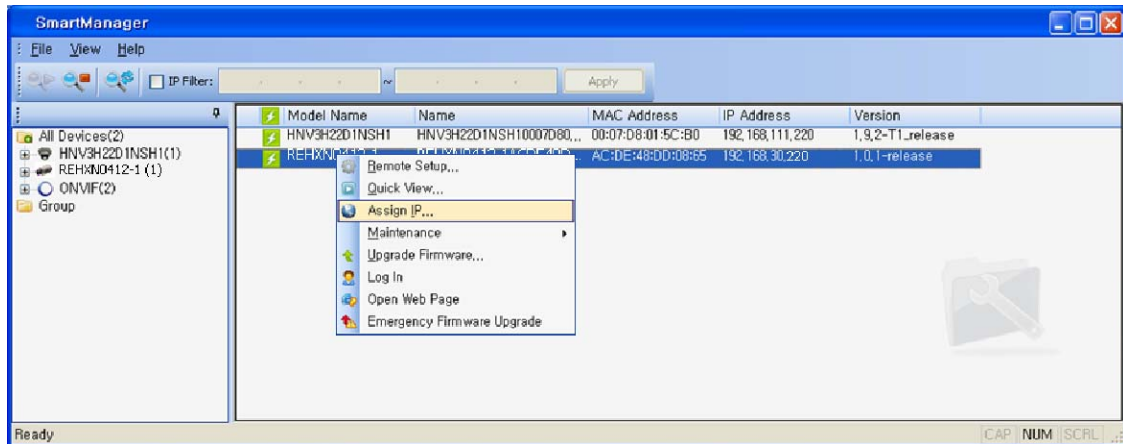 SmartManager
File View Help
IP Filter: ~ Apply
Model Name Name MAC Address IP Address Version
All Devices(2)
HNV3H22D1NSH1(1)
REHXN0412-1 (1)
ONVIF(2)
Group
HNV3H22D1NSH1 HNV3H22D1NSH10007D80... 00:07:D8:01:5C:B0 192,168,111,220 1,9,2-T1_release
AC:DE:48:DD:08:65 192,168,30,220 1,0,1-release
Remote Setup...
Quick View...
Assign IP...
Maintenance
Upgrade Firmware...
Log In
Open Web Page
Emergency Firmware Upgrade
Ready CAP NUM SCRL